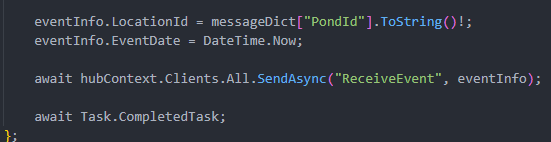 eventInfo.LocationId = messageDict["PondId"].ToString()!;
eventInfo.EventDate = DateTime.Now;
await hubContext.Clients.All.SendAsync("ReceiveEvent", eventInfo);
await Task.CompletedTask;
};